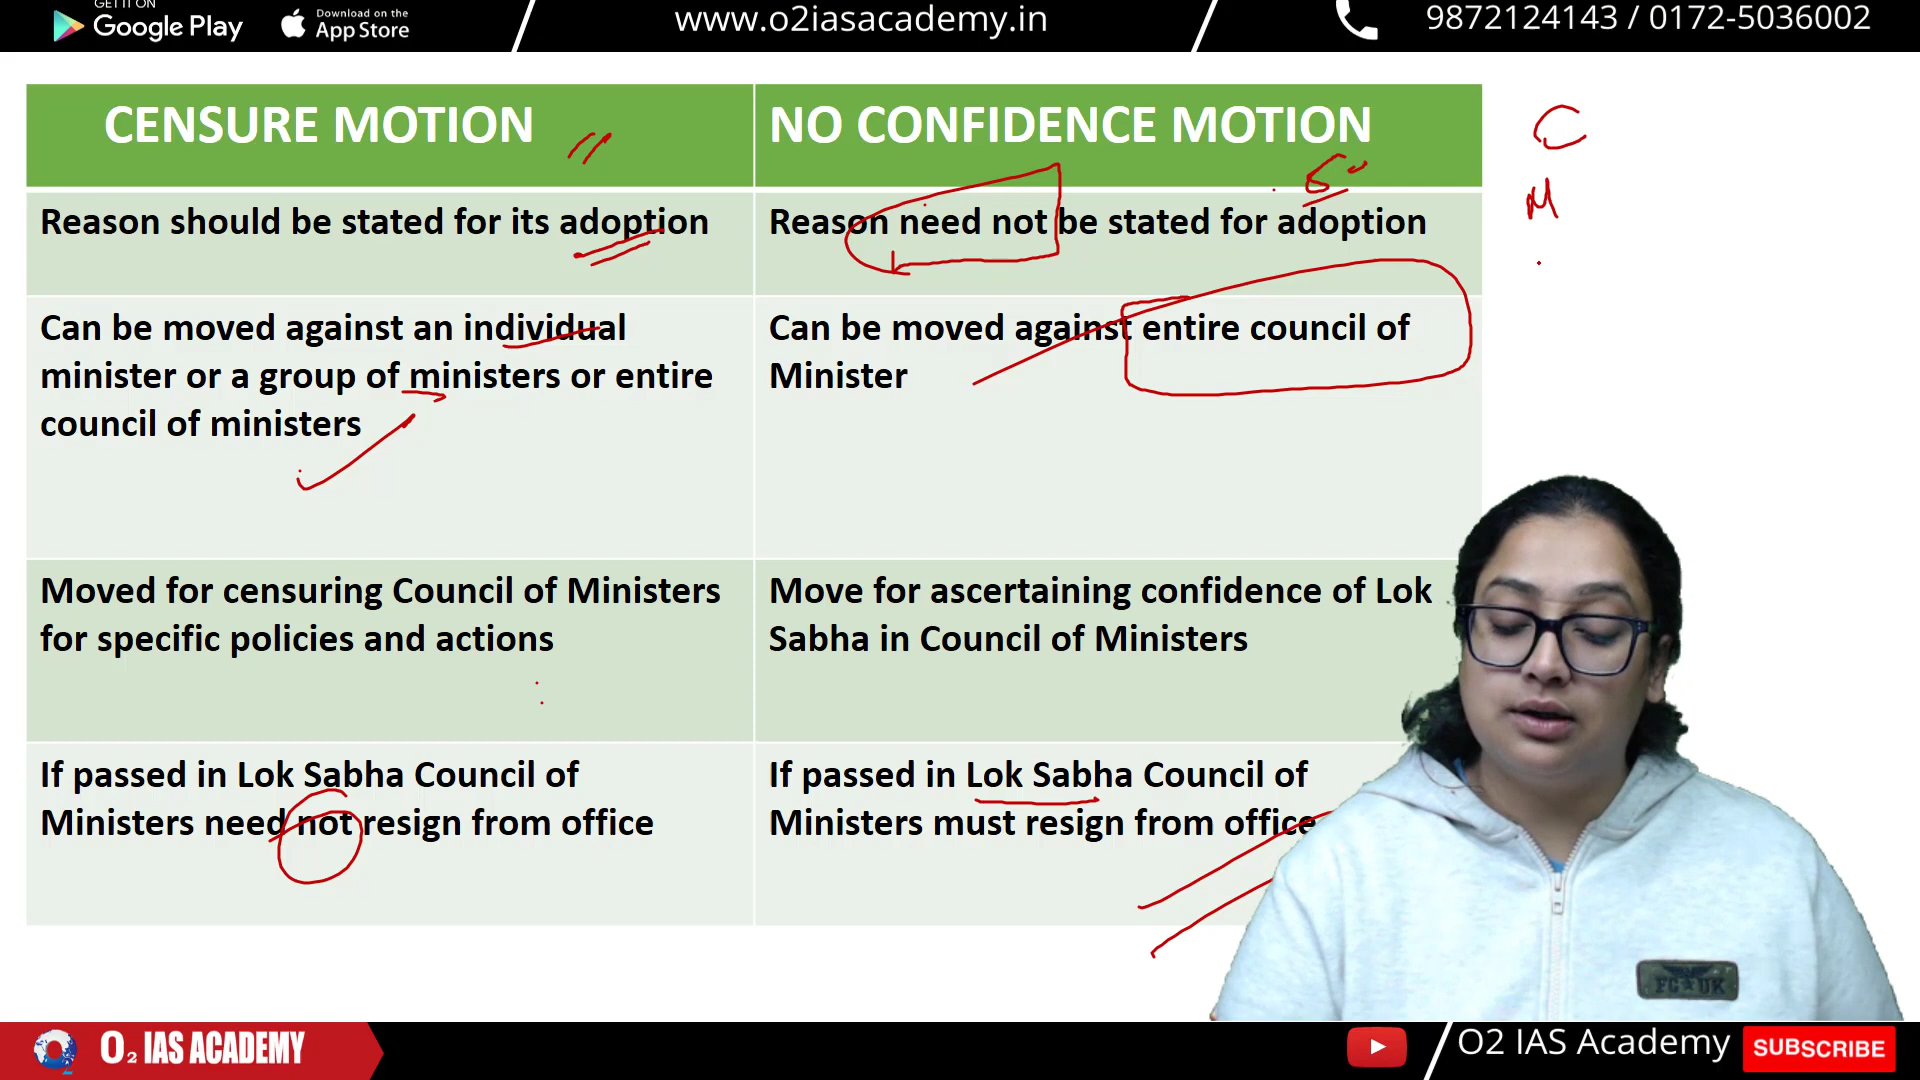 GET IT ON
Google Play
Download on the
App Store
www.o2iasacademy.in
9872124143 / 0172-5036002
CENSURE MOTION
NO CONFIDENCE MOTION
C
50
M
Reason should be stated for its adoption
Reason need not be stated for adoption
Can be moved against an individual
minister or a group of ministers or entire
council of ministers
Can be moved against entire council of
Minister
Moved for censuring Council of Ministers
for specific policies and actions
Move for ascertaining confidence of Lok
Sabha in Council of Ministers
If passed in Lok Sabha Council of
Ministers need not resign from office
If passed in Lok Sabha Council of
Ministers must resign from office
FCUK
O2 IAS ACADEMY
O2 IAS Academy
SUBSCRIBE